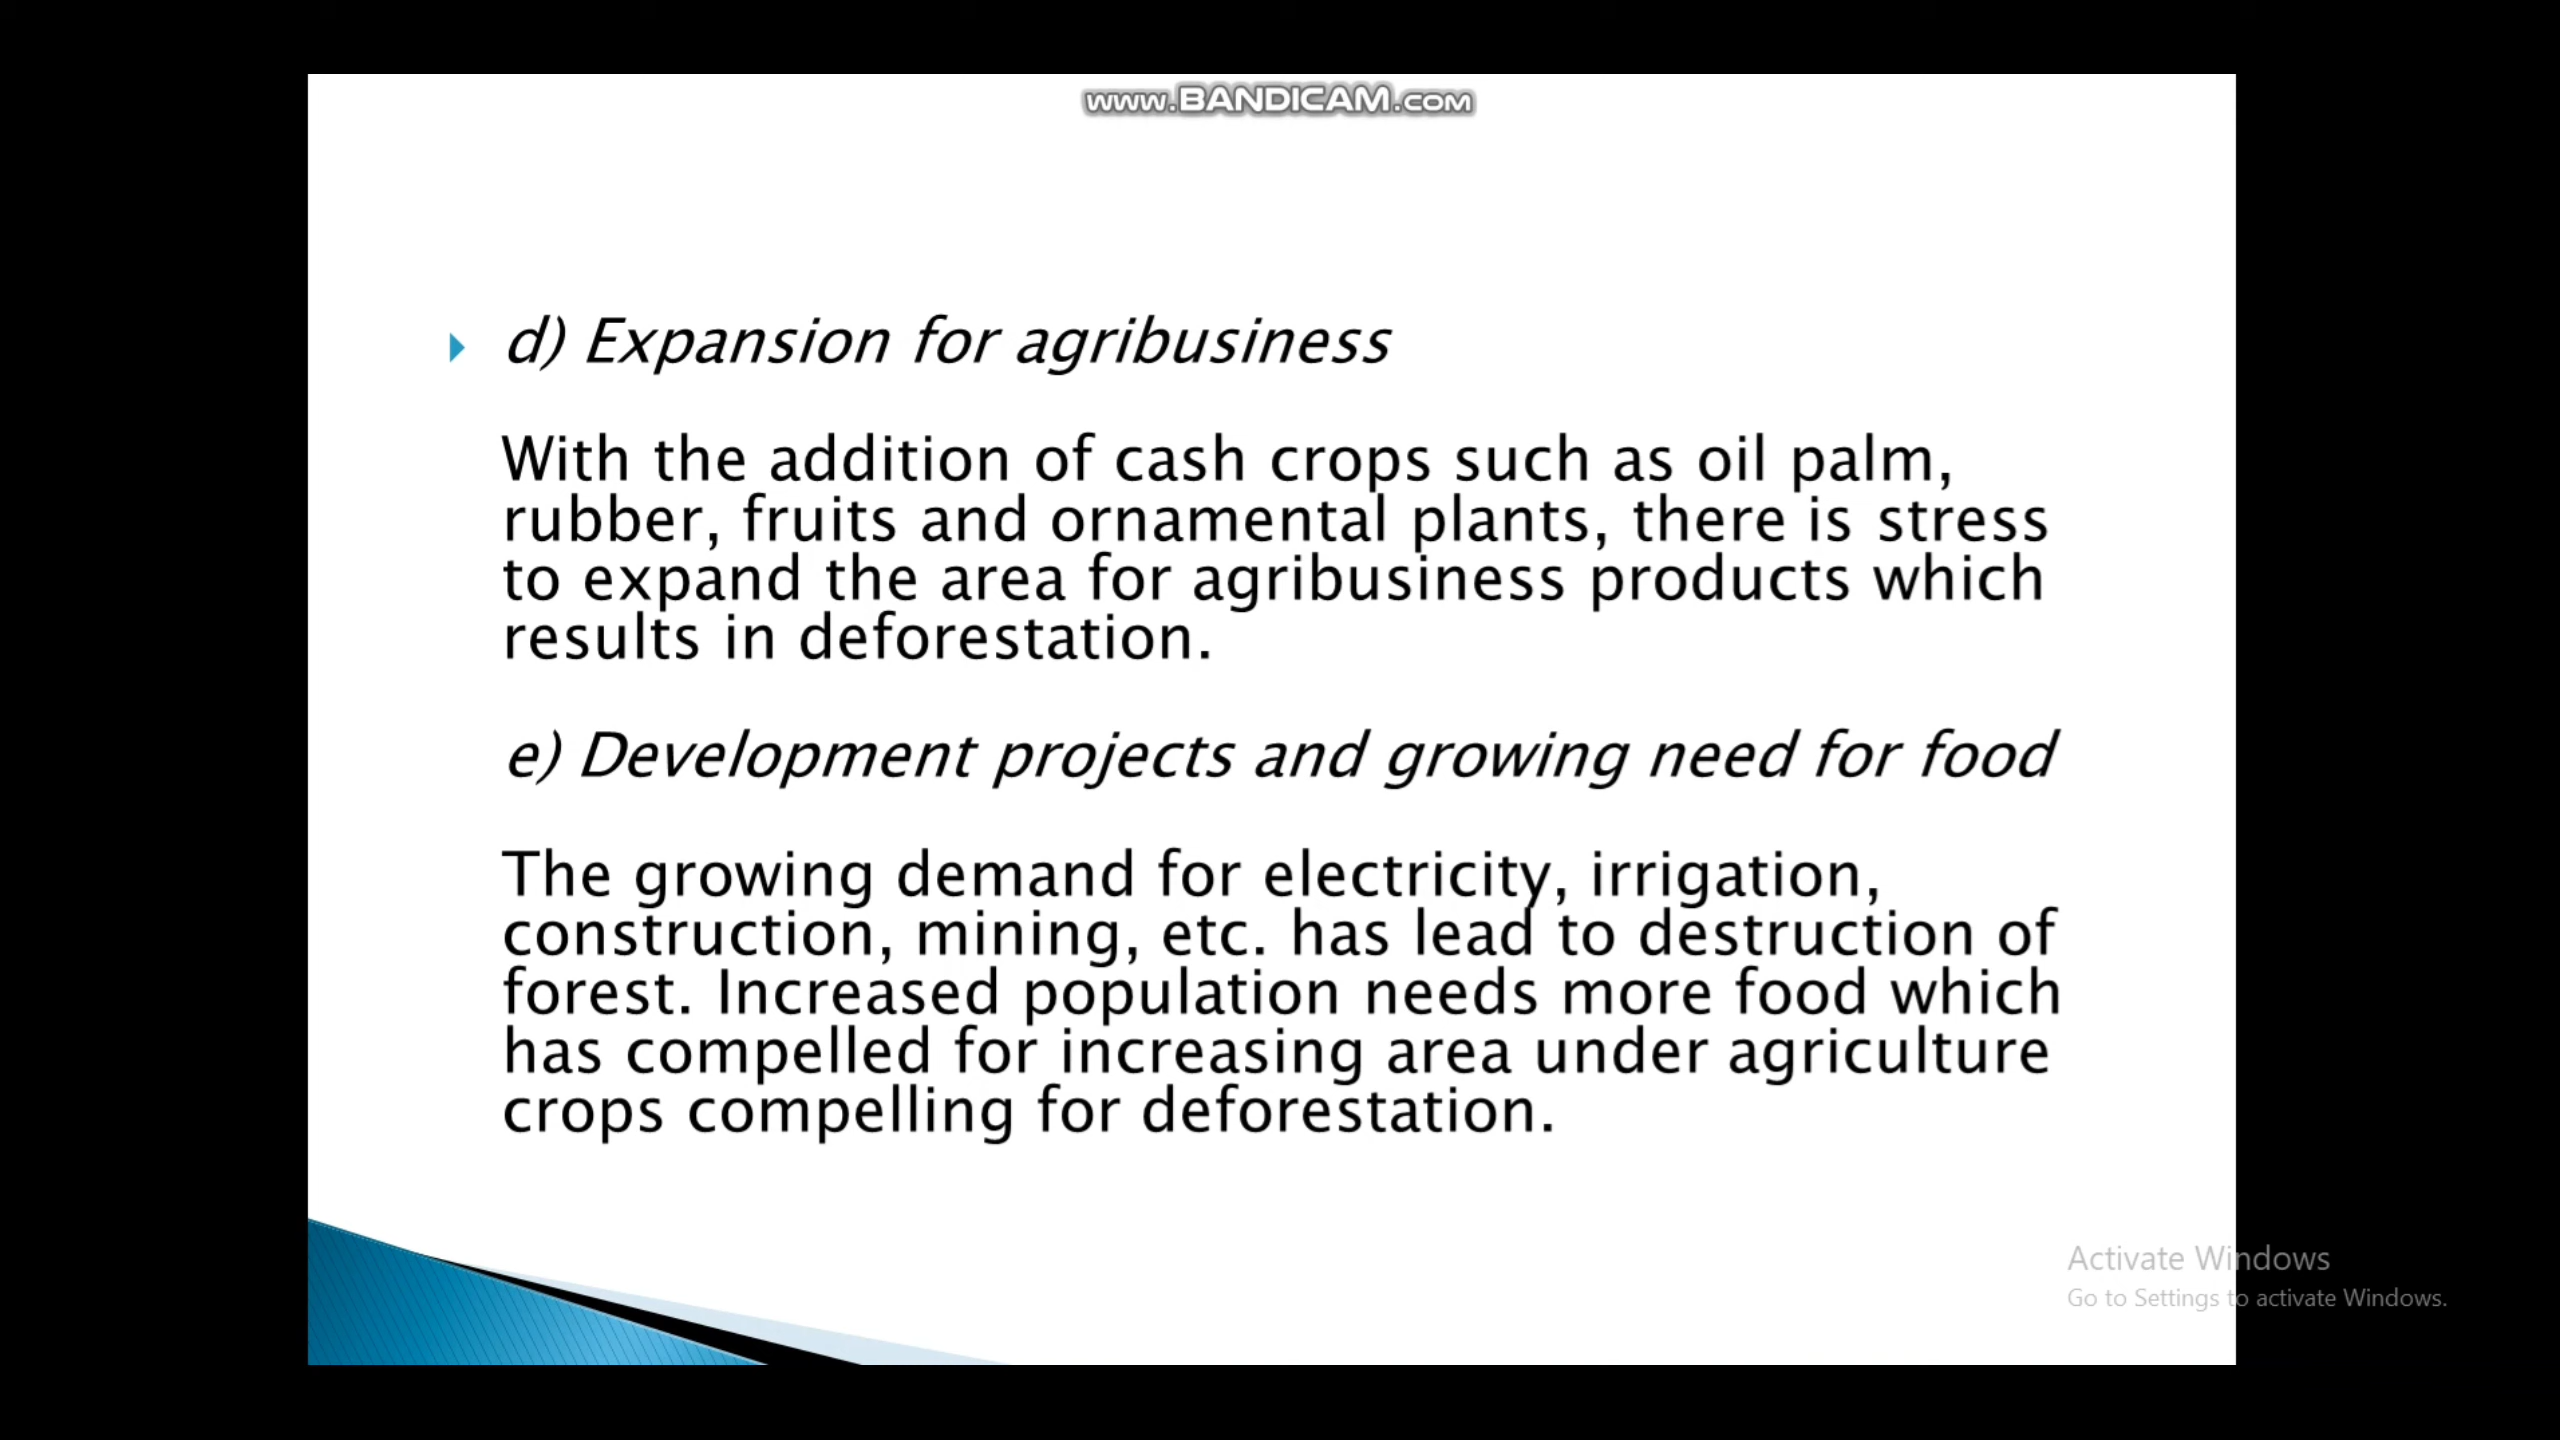 www.BANDICAM.com
d) Expansion for agribusiness
With the addition of cash crops such as oil palm,
rubber, fruits and ornamental plants, there is stress
to expand the area for agribusiness products which
results in deforestation.
e) Development projects and growing need for food
The growing demand for electricity, irrigation,
construction, mining, etc. has lead to destruction of
forest. Increased population needs more food which
has compelled for increasing area under agriculture
crops compelling for deforestation.
Activate Windows
Go to Settings to activate Windows.